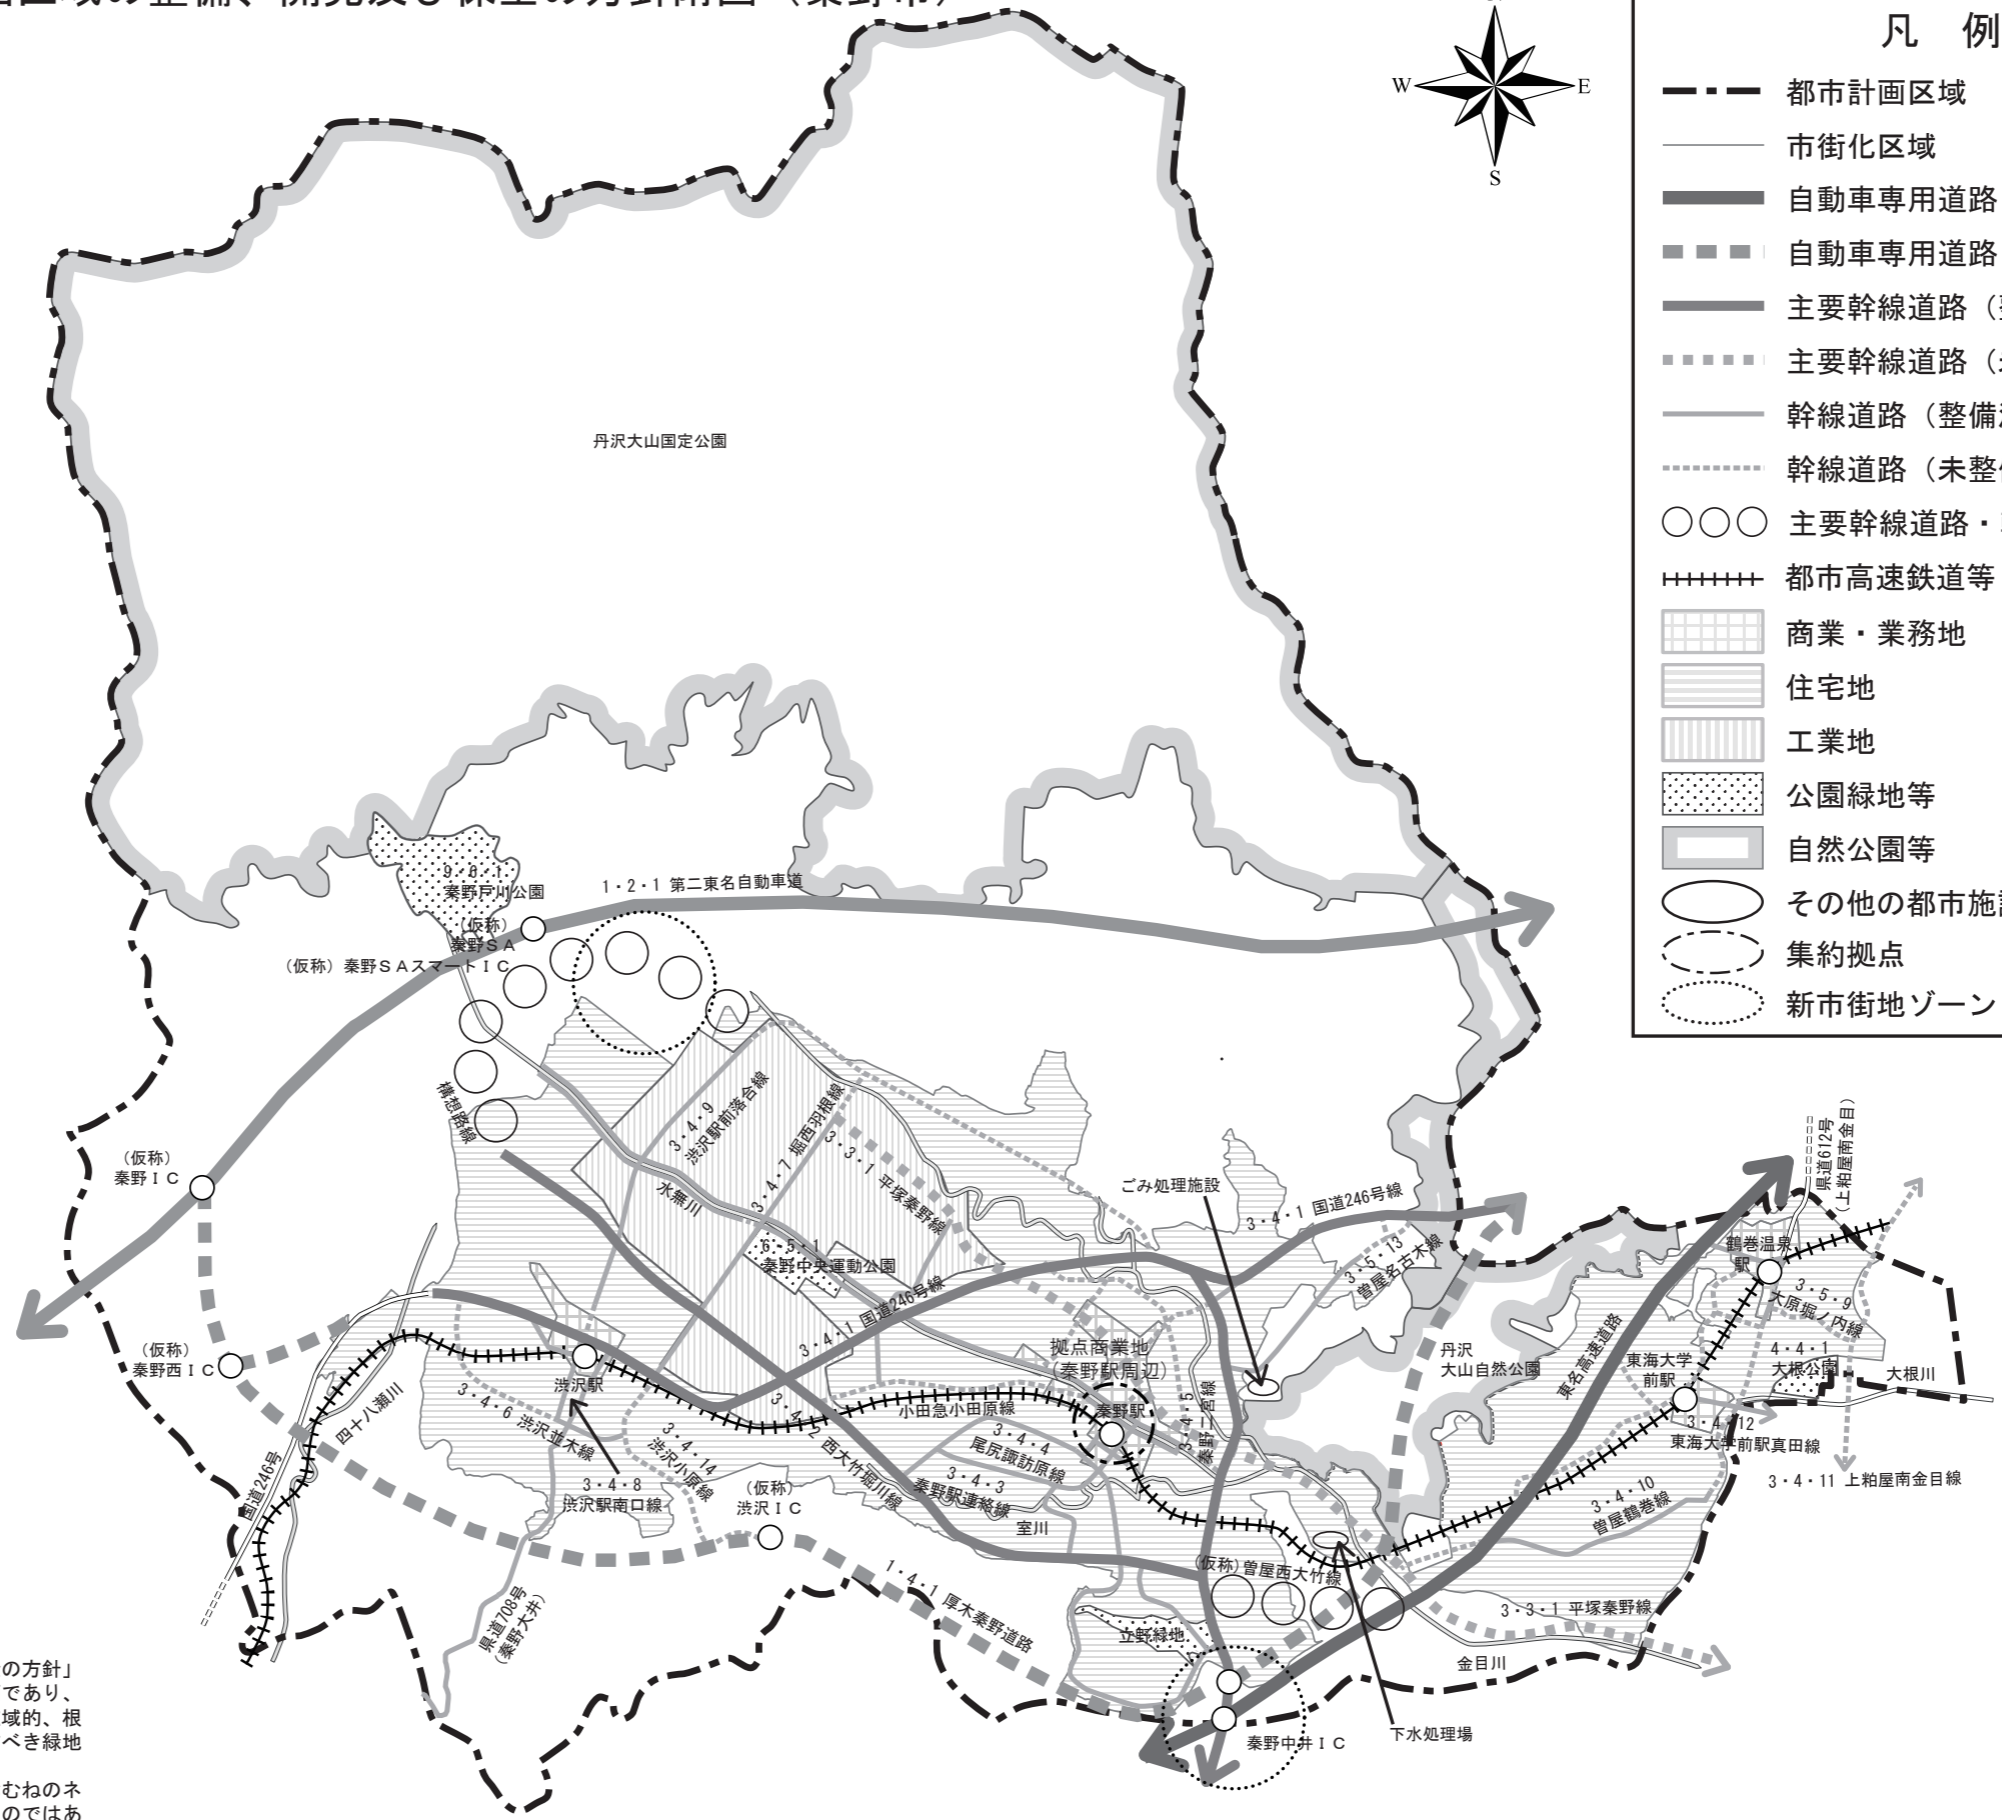 区域の整備、開発及び保全の方針附図（秦野市）
W
E
S
凡　例
都市計画区域
市街化区域
自動車専用道路
自動車専用道路
主要幹線道路（
主要幹線道路（
幹線道路（整備
幹線道路（未整
主要幹線道路・
都市高速鉄道等
商業・業務地
住宅地
工業地
公園緑地等
自然公園等
その他の都市施
集約拠点
新市街地ゾーン
丹沢大山国定公園
9・6・1
秦野戸川公園
1・2・1 第二東名自動車道
（仮称）
秦野SA
（仮称）秦野SAスマートIC
構想路線
3・4・9
渋沢駅前落合線
3・4・7 堀西羽根線
3・3・1 平塚秦野線
水無川
6・5・1
秦野中央運動公園
（仮称）
秦野IC
（仮称）
秦野西IC
ごみ処理施設
3・4・1 国道246号線
3・5・13
曽屋名古木線
県道612号
（上粕屋南金目）
鶴巻温泉
駅
3・5・9
大原堀ノ内線
4・4・1
大根公園
大根川
東海大学
前駅
3・4・12
東海大学前駅真田線
3・4・11 上粕屋南金目線
丹沢
大山自然公園
東名高速道路
3・4・1 国道246号線
拠点商業地
（秦野駅周辺）
秦野駅
3・4・5
秦野二宮線
渋沢駅
小田急小田原線
四十八瀬川
国道246号
3・4・6 渋沢並木線
3・4・8
渋沢駅南口線
3・4・14
渋沢小原線
3・4・2 西大竹堀川線
3・4・4
尾尻諏訪原線
3・4・3
秦野駅連絡線
室川
（仮称）
渋沢IC
3・4・10
曽屋鶴巻線
（仮称）曽屋西大竹線
1・4・1 厚木秦野道路
県道708号
（秦野大井）
立野緑地
3・3・1 平塚秦野線
金目川
下水処理場
秦野中井IC
の方針」
であり、
域的、根
べき緑地
むねのネ
のではあ